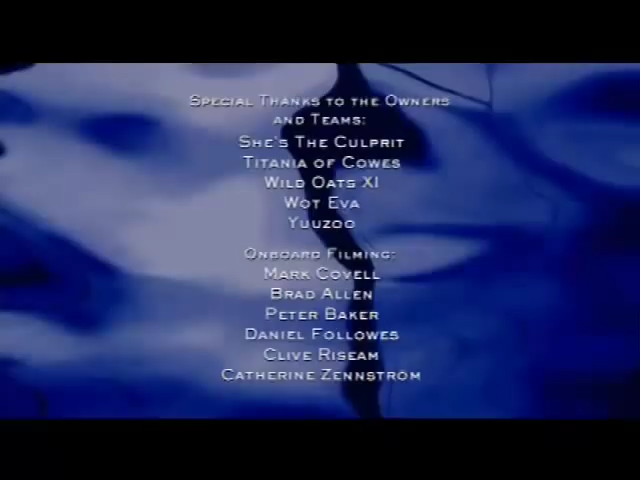 Special Thanks to the Owners
and Teams:
She's The Culprit
Titania of Cowes
Wild Oats XI
Wot Eva
Yuuzoo
Onboard Filming:
Mark Covell
Brad Allen
Peter Baker
Daniel Followes
Clive Riseam
Catherine Zennström